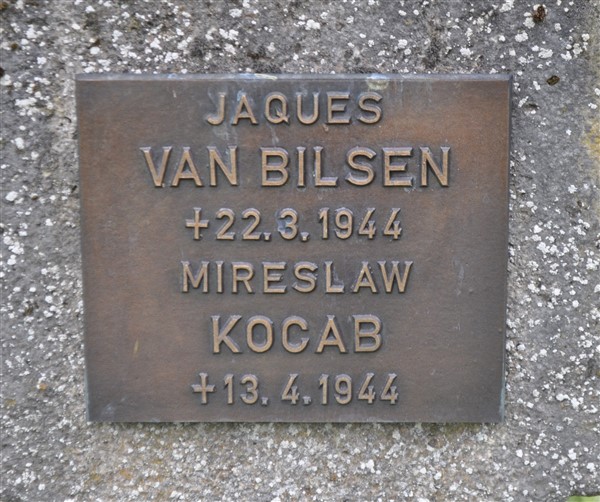 JAQUES
VAN BILSEN
+22.3.1944
MIRESLAW
KOCAB
+13.4.1944